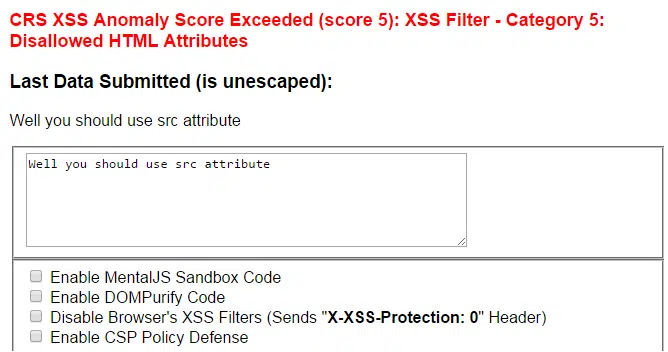 CRS XSS Anomaly Score Exceeded (score 5): XSS Filter - Category 5:
Disallowed HTML Attributes
Last Data Submitted (is unescaped):
Well you should use src attribute
Well you should use src attribute
Enable MentalJS Sandbox Code
Enable DOMPurify Code
Disable Browser's XSS Filters (Sends "X-XSS-Protection: 0" Header)
Enable CSP Policy Defense